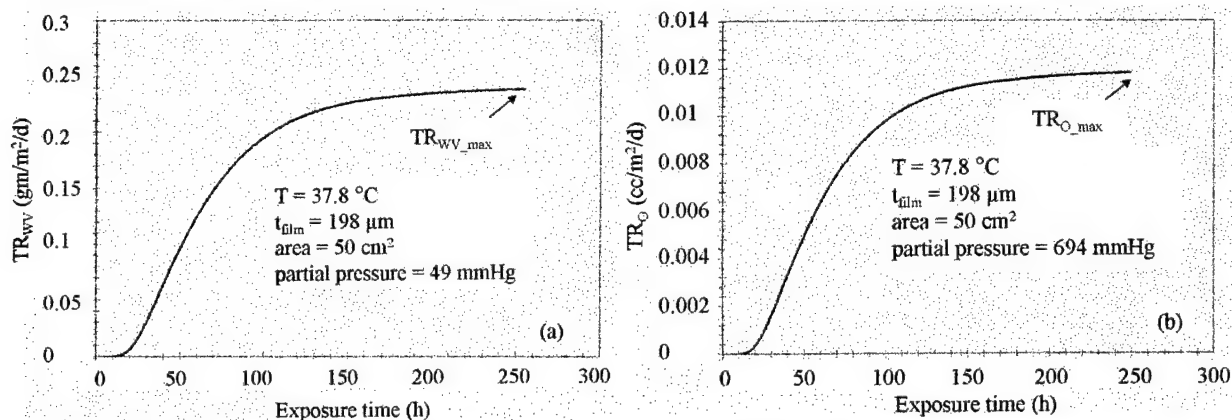 0.3
0.25
0.2
0.15
0.1
0.05
0
TR_WV (gm/m²/d)
TR_WV_max
T = 37.8 °C
t_film = 198 µm
area = 50 cm²
partial pressure = 49 mmHg
(a)
0 50 100 150 200 250 300
Exposure time (h)
0.014
0.012
0.01
0.008
0.006
0.004
0.002
0
TR_O (cc/m²/d)
TR_O_max
T = 37.8 °C
t_film = 198 µm
area = 50 cm²
partial pressure = 694 mmHg
(b)
0 50 100 150 200 250 300
Exposure time (h)